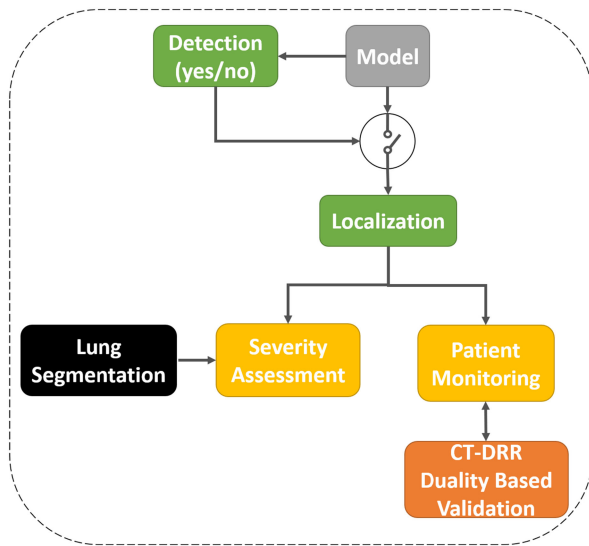 Detection
(yes/no)
Model
Localization
Lung
Segmentation
Severity
Assessment
Patient
Monitoring
CT-DRR
Duality Based
Validation